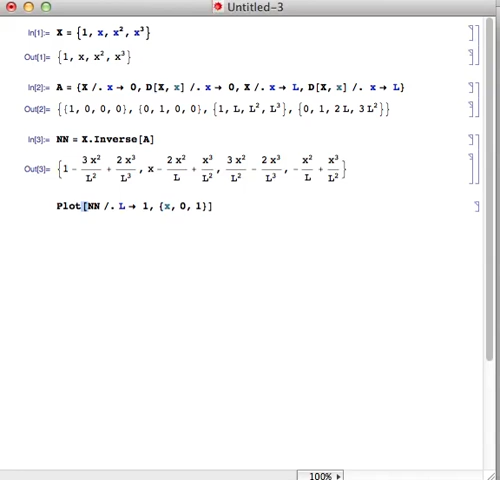 Untitled-3
In[1]:= X = {1, x, x², x³}
Out[1]= {1, x, x², x³}
In[2]:= A = {X /. x → 0, D[X, x] /. x → 0, X /. x → L, D[X, x] /. x → L}
Out[2]= {{1, 0, 0, 0}, {0, 1, 0, 0}, {1, L, L², L³}, {0, 1, 2 L, 3 L²}}
In[3]:= NN = X.Inverse[A]
Out[3]= {1 - 3 x²/L² + 2 x³/L³, x - 2 x²/L + x³/L², 3 x²/L² - 2 x³/L³, - x²/L + x³/L²}
Plot[NN /. L → 1, {x, 0, 1}]
100%